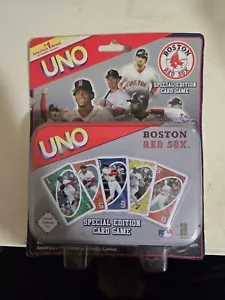 UNO
BOSTON
RED SOX
SPECIAL EDITION
CARD GAME
UNO
BOSTON
RED SOX
SPECIAL EDITION
CARD GAME